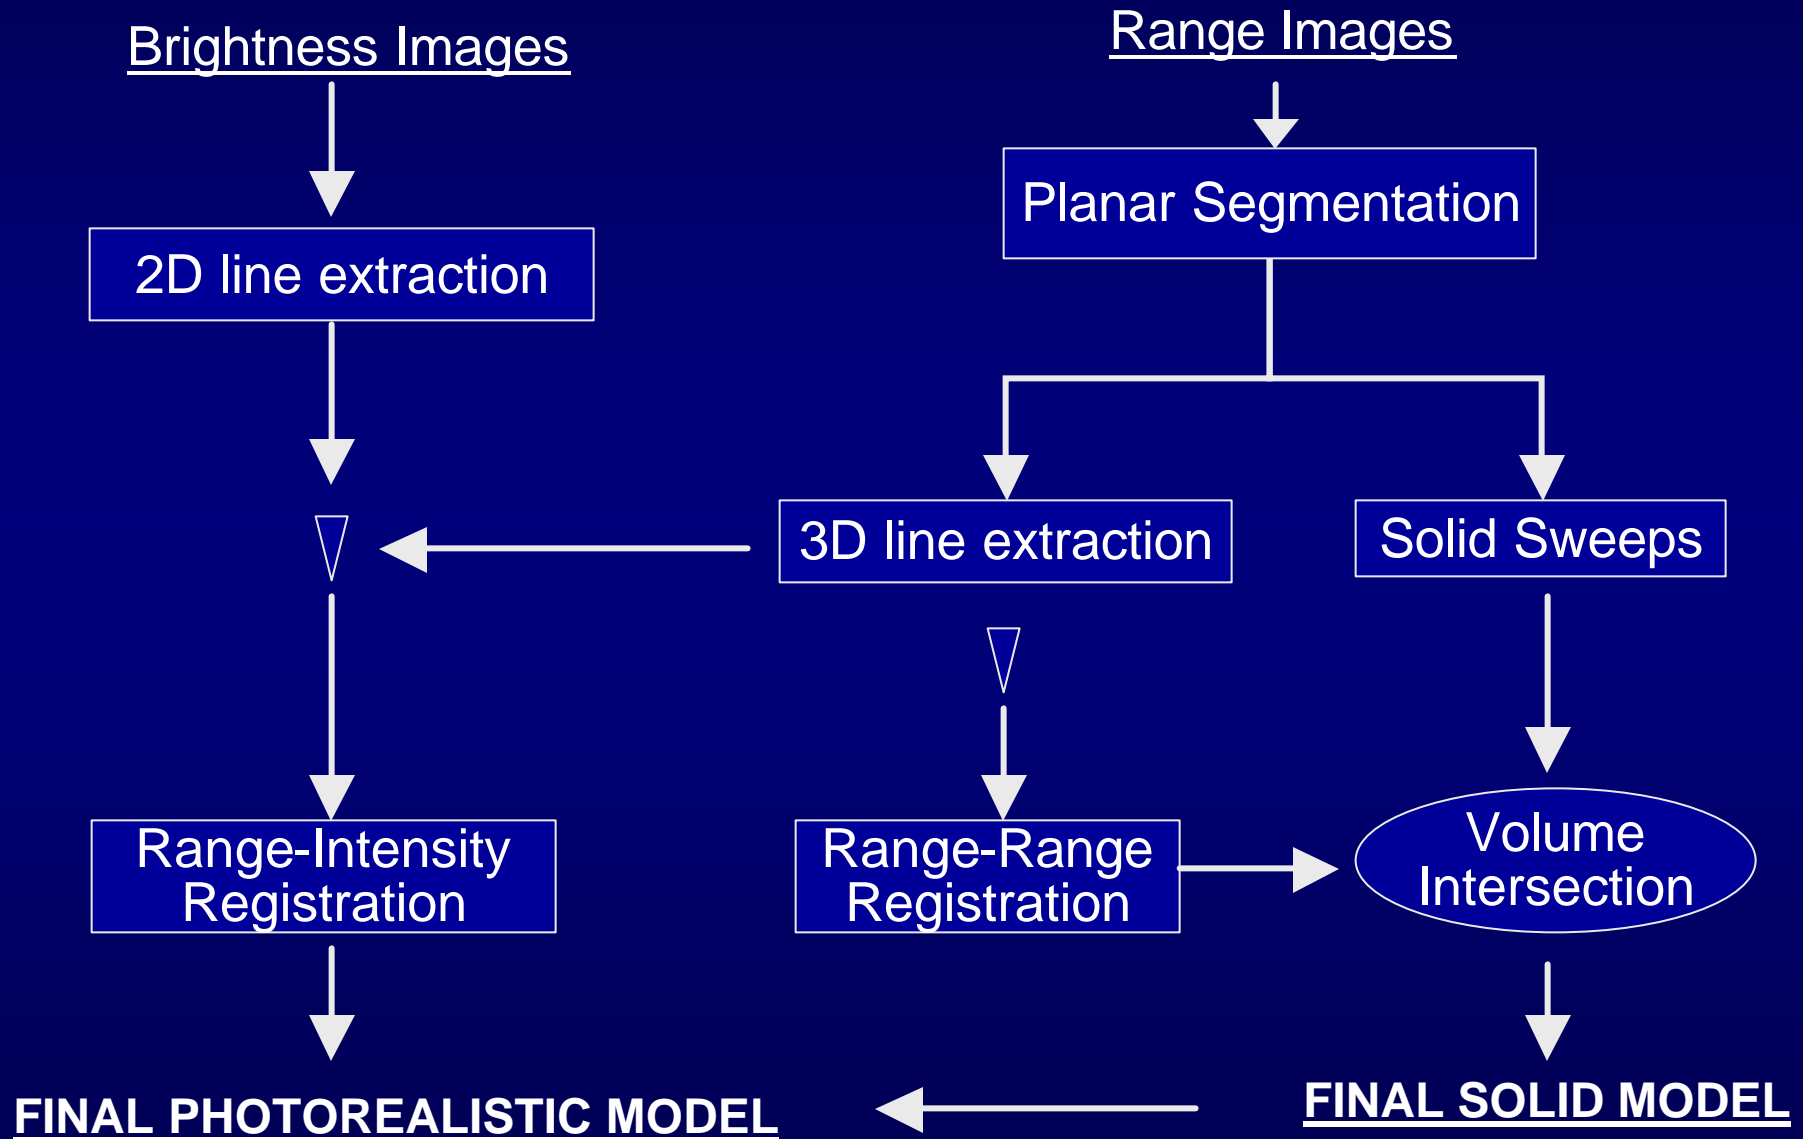 Brightness Images
Range Images
Planar Segmentation
2D line extraction
3D line extraction
Solid Sweeps
Range-Intensity
Registration
Range-Range
Registration
Volume
Intersection
FINAL PHOTOREALISTIC MODEL
FINAL SOLID MODEL